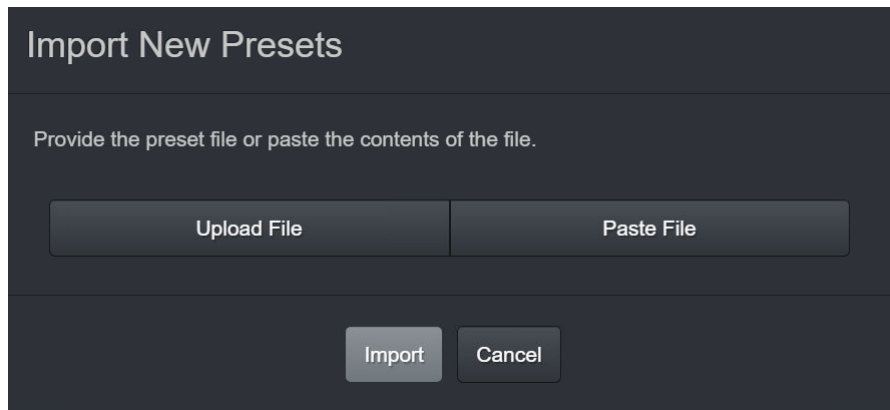 Import New Presets
Provide the preset file or paste the contents of the file.
Upload File Paste File
Import Cancel